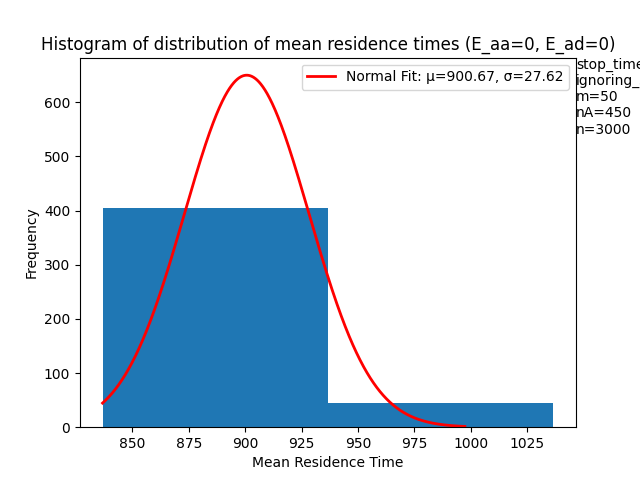 Histogram of distribution of mean residence times (E_aa=0, E_ad=0)
Normal Fit: μ=900.67, σ=27.62
stop_time
ignoring_
m=50
nA=450
n=3000
Frequency
600
500
400
300
200
100
0
850 875 900 925 950 975 1000 1025
Mean Residence Time